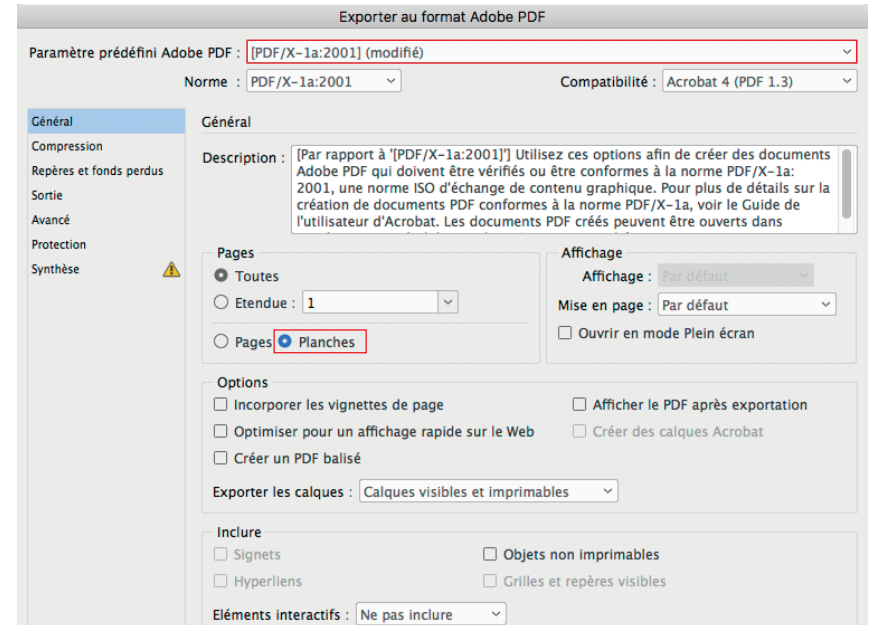 Exporter au format Adobe PDF
Paramètre prédéfini Adobe PDF : [PDF/X-1a:2001] (modifié)
Norme : PDF/X-1a:2001 Compatibilité : Acrobat 4 (PDF 1.3)
Général
Compression
Repères et fonds perdus
Sortie
Avancé
Protection
Synthèse
Général
Description : [Par rapport à '[PDF/X-1a:2001]'] Utilisez ces options afin de créer des documents
Adobe PDF qui doivent être vérifiés ou être conformes à la norme PDF/X-1a:
2001, une norme ISO d'échange de contenu graphique. Pour plus de détails sur la
création de documents PDF conformes à la norme PDF/X-1a, voir le Guide de
l'utilisateur d'Acrobat. Les documents PDF créés peuvent être ouverts dans
Pages
Toutes
Etendue : 1
Pages Planches
Affichage
Affichage : Par défaut
Mise en page : Par défaut
Ouvrir en mode Plein écran
Options
Incorporer les vignettes de page
Optimiser pour un affichage rapide sur le Web
Créer un PDF balisé
Afficher le PDF après exportation
Créer des calques Acrobat
Exporter les calques : Calques visibles et imprimables
Inclure
Signets
Hyperliens
Objets non imprimables
Grilles et repères visibles
Eléments interactifs : Ne pas inclure